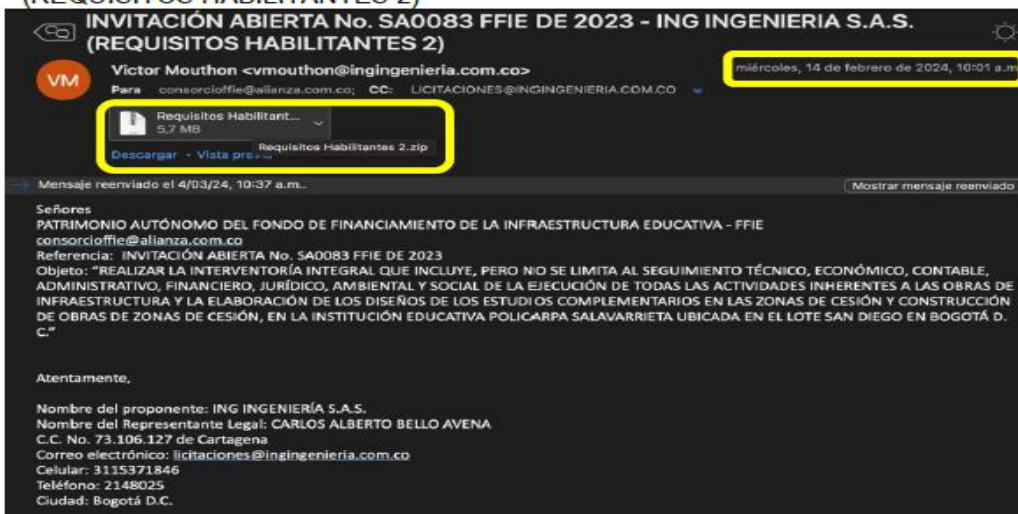 (REQUISITOS HABILITANTES 2)
INVITACIÓN ABIERTA No. SA0083 FFIE DE 2023 - ING INGENIERIA S.A.S.
(REQUISITOS HABILITANTES 2)
VM
Victor Mouthon <vmouthon@ingingenieria.com.co>
miércoles, 14 de febrero de 2024, 10:01 a.m
Para consorcioffie@alianza.com.co; CC: LICITACIONES@INGINGENIERIA.COM.CO
Requisitos Habilitant...
5,7 MB
Requisitos Habilitantes 2.zip
Descargar · Vista pre
Mensaje reenviado el 4/03/24, 10:37 a.m..
Mostrar mensaje reenviado
Señores
PATRIMONIO AUTÓNOMO DEL FONDO DE FINANCIAMIENTO DE LA INFRAESTRUCTURA EDUCATIVA - FFIE
consorcioffie@alianza.com.co
Referencia: INVITACIÓN ABIERTA No. SA0083 FFIE DE 2023
Objeto: "REALIZAR LA INTERVENTORÍA INTEGRAL QUE INCLUYE, PERO NO SE LIMITA AL SEGUIMIENTO TÉCNICO, ECONÓMICO, CONTABLE,
ADMINISTRATIVO, FINANCIERO, JURÍDICO, AMBIENTAL Y SOCIAL DE LA EJECUCIÓN DE TODAS LAS ACTIVIDADES INHERENTES A LAS OBRAS DE
INFRAESTRUCTURA Y LA ELABORACIÓN DE LOS DISEÑOS DE LOS ESTUDIOS COMPLEMENTARIOS EN LAS ZONAS DE CESIÓN Y CONSTRUCCIÓN
DE OBRAS DE ZONAS DE CESIÓN, EN LA INSTITUCIÓN EDUCATIVA POLICARPA SALAVARRIETA UBICADA EN EL LOTE SAN DIEGO EN BOGOTÁ D.
C."
Atentamente,
Nombre del proponente: ING INGENIERÍA S.A.S.
Nombre del Representante Legal: CARLOS ALBERTO BELLO AVENA
C.C. No. 73.106.127 de Cartagena
Correo electrónico: licitaciones@ingingenieria.com.co
Celular: 3115371846
Teléfono: 2148025
Ciudad: Bogotá D.C.